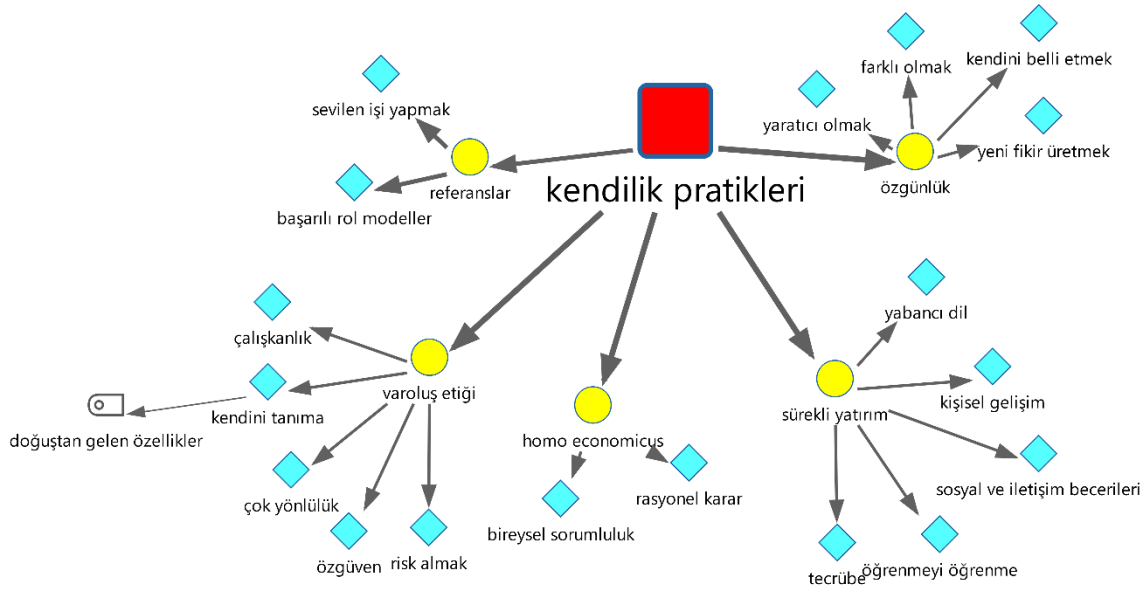 kendini belli etmek
farklı olmak
sevilen işi yapmak
yaratıcı olmak
yeni fikir üretmek
referanslar
kendilik pratikleri
özgünlük
başarılı rol modeller
yabancı dil
çalışkanlık
varoluş etiği
kişisel gelişim
kendini tanıma
sürekli yatırım
doğuştan gelen özellikler
homo economicus
sosyal ve iletişim becerileri
rasyonel karar
çok yönlülük
bireysel sorumluluk
özgüven
risk almak
tecrübe
öğrenmeyi öğrenme